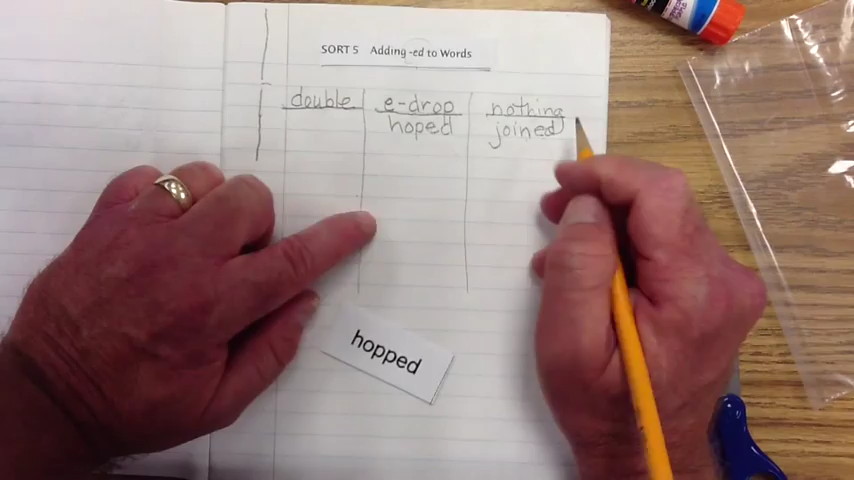 SORT 5 Adding -ed to Words
double e-drop nothing
hoped joined
hopped